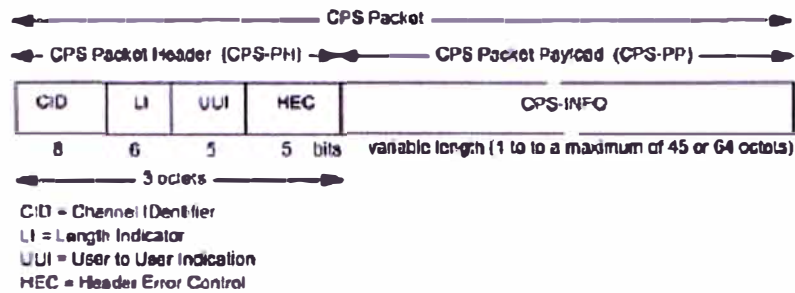 CPS Packet
CPS Packet Header (CPS-PH) CPS Packet Payload (CPS-PP)
CID LI UUI HEC CPS-INFO
8 6 5 5 bits variable length (1 to to a maximum of 45 or 64 octets)
3 octets
CID = Channel IDentifier
LI = Length Indicator
UUI = User to User Indication
HEC = Header Error Control